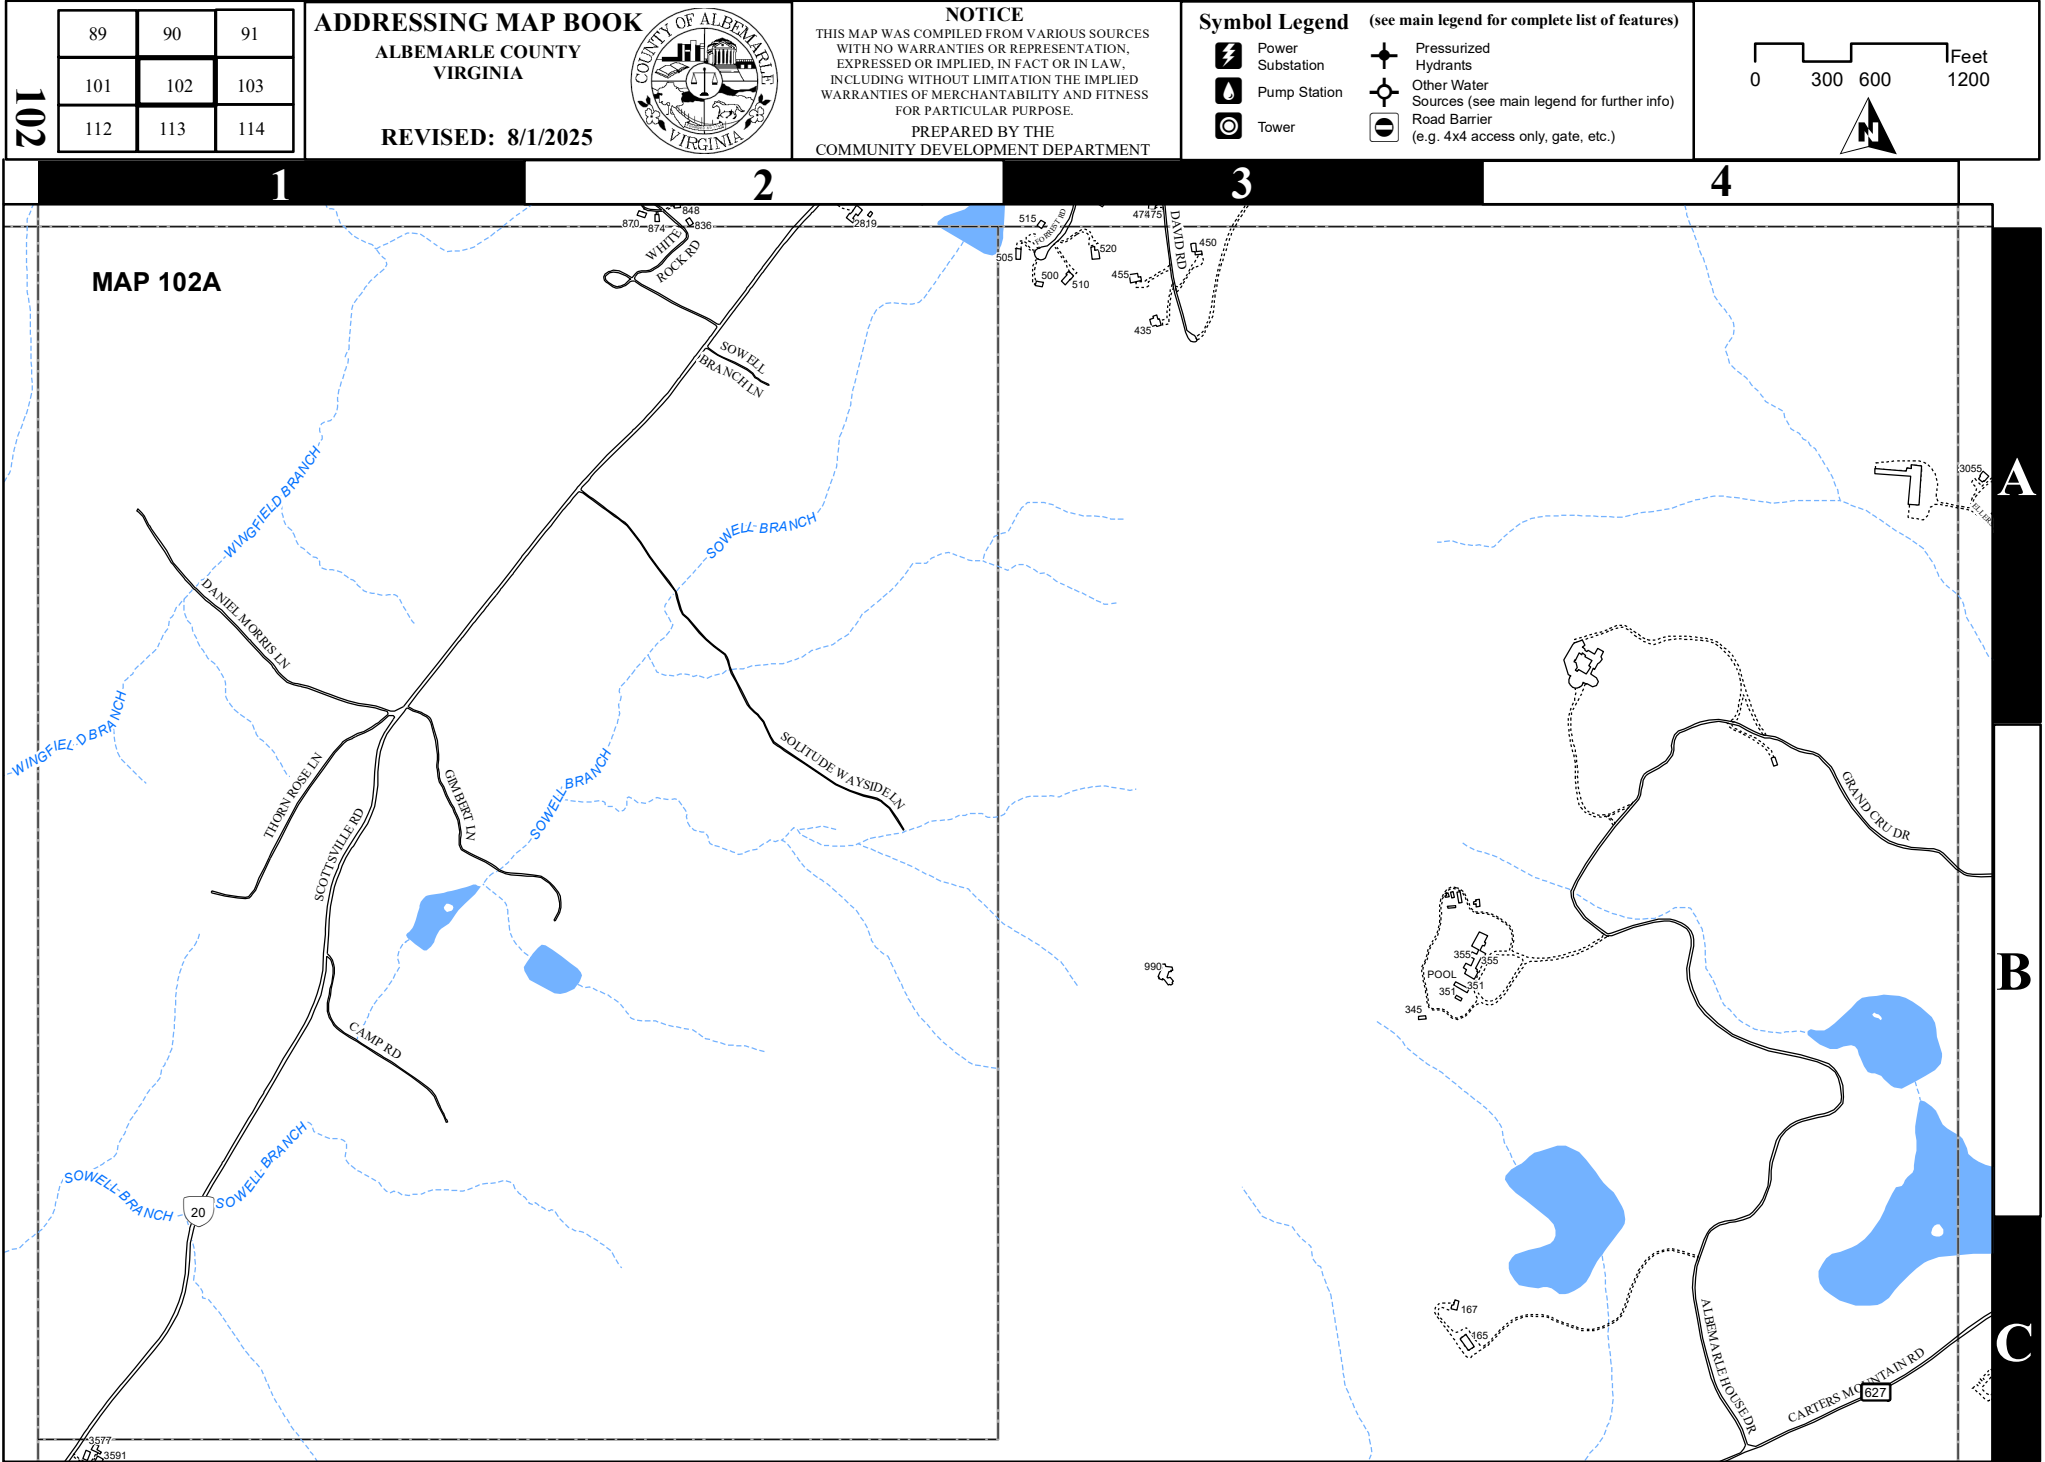 102
89 90 91
101 102 103
112 113 114
ADDRESSING MAP BOOK
ALBEMARLE COUNTY
VIRGINIA
REVISED: 8/1/2025
COUNTY OF ALBEMARLE
VIRGINIA
NOTICE
THIS MAP WAS COMPILED FROM VARIOUS SOURCES
WITH NO WARRANTIES OR REPRESENTATION,
EXPRESSED OR IMPLIED, IN FACT OR IN LAW,
INCLUDING WITHOUT LIMITATION THE IMPLIED
WARRANTIES OF MERCHANTABILITY AND FITNESS
FOR PARTICULAR PURPOSE.
PREPARED BY THE
COMMUNITY DEVELOPMENT DEPARTMENT
Symbol Legend (see main legend for complete list of features)
Power
Substation
Pump Station
Tower
Pressurized
Hydrants
Other Water
Sources (see main legend for further info)
Road Barrier
(e.g. 4x4 access only, gate, etc.)
Feet
0 300 600 1200
N
1 2 3 4
848
870
874
836
2819
515
474
475
WHITE
ROCK RD
FORRIST RD
DAVID RD
450
505
520
500
510
455
435
MAP 102A
SOWELL
BRANCH LN
WINGFIELD BRANCH
SOWELL BRANCH
3055
A
DANIEL MORRIS LN
WINGFIELD BRANCH
THORN ROSE LN
SCOTTSVILLE RD
GIMBERT LN
SOWELL BRANCH
SOLITUDE WAYSIDE LN
GRAND CRU DR
990
355
355
POOL
351
351
345
B
CAMP RD
SOWELL BRANCH
SOWELL BRANCH
20
167
165
ALBEMARLE HOUSE DR
CARTERS MOUNTAIN RD
627
C
3577
3591